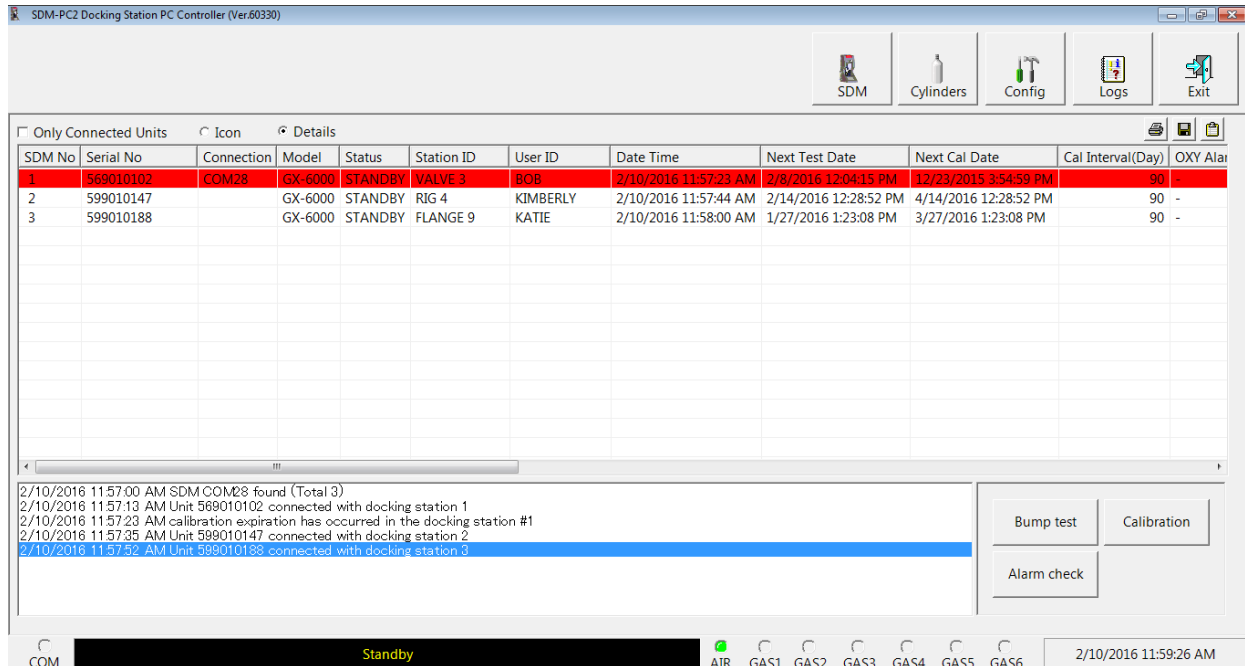 SDM-PC2 Docking Station PC Controller (Ver.60330)
SDM Cylinders Config Logs Exit
Only Connected Units Icon Details
SDM No Serial No Connection Model Status Station ID User ID Date Time Next Test Date Next Cal Date Cal Interval(Day) OXY Alar
1 569010102 COM28 GX-6000 STANDBY VALVE 3 BOB 2/10/2016 11:57:23 AM 2/8/2016 12:04:15 PM 12/23/2015 3:54:59 PM 90 -
2 599010147 GX-6000 STANDBY RIG 4 KIMBERLY 2/10/2016 11:57:44 AM 2/14/2016 12:28:52 PM 4/14/2016 12:28:52 PM 90 -
3 599010188 GX-6000 STANDBY FLANGE 9 KATIE 2/10/2016 11:58:00 AM 1/27/2016 1:23:08 PM 3/27/2016 1:23:08 PM 90 -
2/10/2016 11:57:00 AM SDM COM28 found (Total 3)
2/10/2016 11:57:13 AM Unit 569010102 connected with docking station 1
2/10/2016 11:57:23 AM calibration expiration has occurred in the docking station #1
2/10/2016 11:57:35 AM Unit 599010147 connected with docking station 2
2/10/2016 11:57:52 AM Unit 599010188 connected with docking station 3
Bump test Calibration
Alarm check
COM Standby AIR GAS1 GAS2 GAS3 GAS4 GAS5 GAS6 2/10/2016 11:59:26 AM